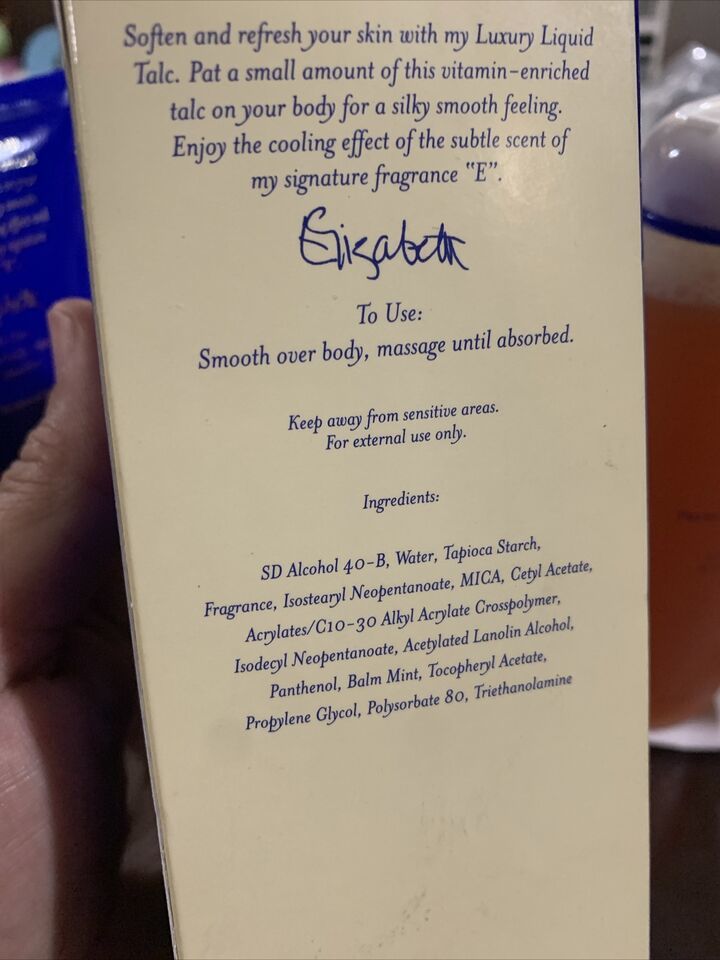 Soften and refresh your skin with my Luxury Liquid
Talc. Pat a small amount of this vitamin-enriched
talc on your body for a silky smooth feeling.
Enjoy the cooling effect of the subtle scent of
my signature fragrance "E".
Elizabeth
To Use:
Smooth over body, massage until absorbed.
Keep away from sensitive areas.
For external use only.
Ingredients:
SD Alcohol 40-B, Water, Tapioca Starch,
Fragrance, Isostearyl Neopentanoate, MICA, Cetyl Acetate,
Acrylates/C10-30 Alkyl Acrylate Crosspolymer,
Isodecyl Neopentanoate, Acetylated Lanolin Alcohol,
Panthenol, Balm Mint, Tocopheryl Acetate,
Propylene Glycol, Polysorbate 80, Triethanolamine